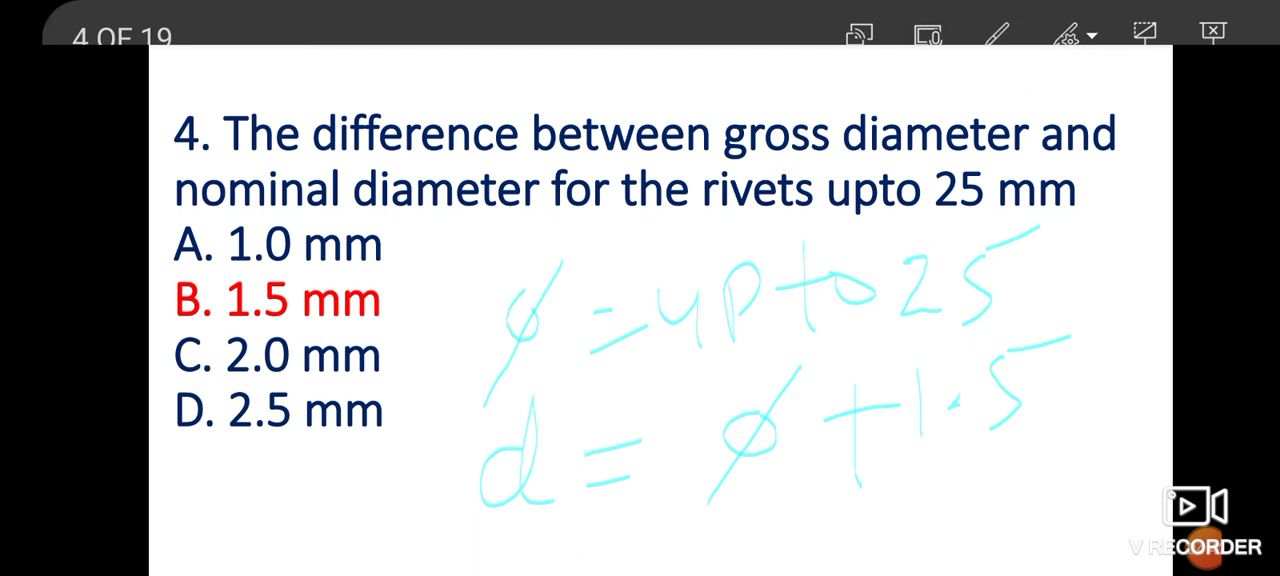 4 OF 19
4. The difference between gross diameter and
nominal diameter for the rivets upto 25 mm
A. 1.0 mm
B. 1.5 mm
C. 2.0 mm
D. 2.5 mm
ϕ = upto 25
d = ϕ + 1.5
V RECORDER